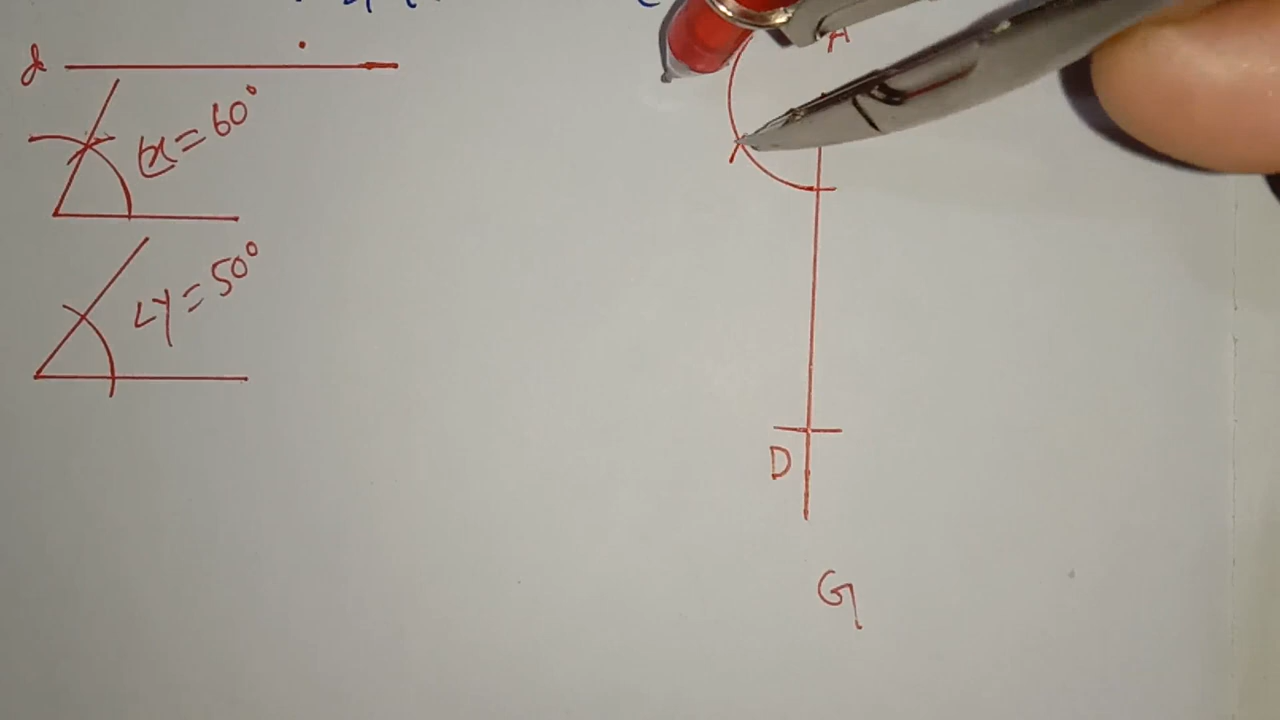 d
∠x = 60°
∠y = 50°
A
D
G